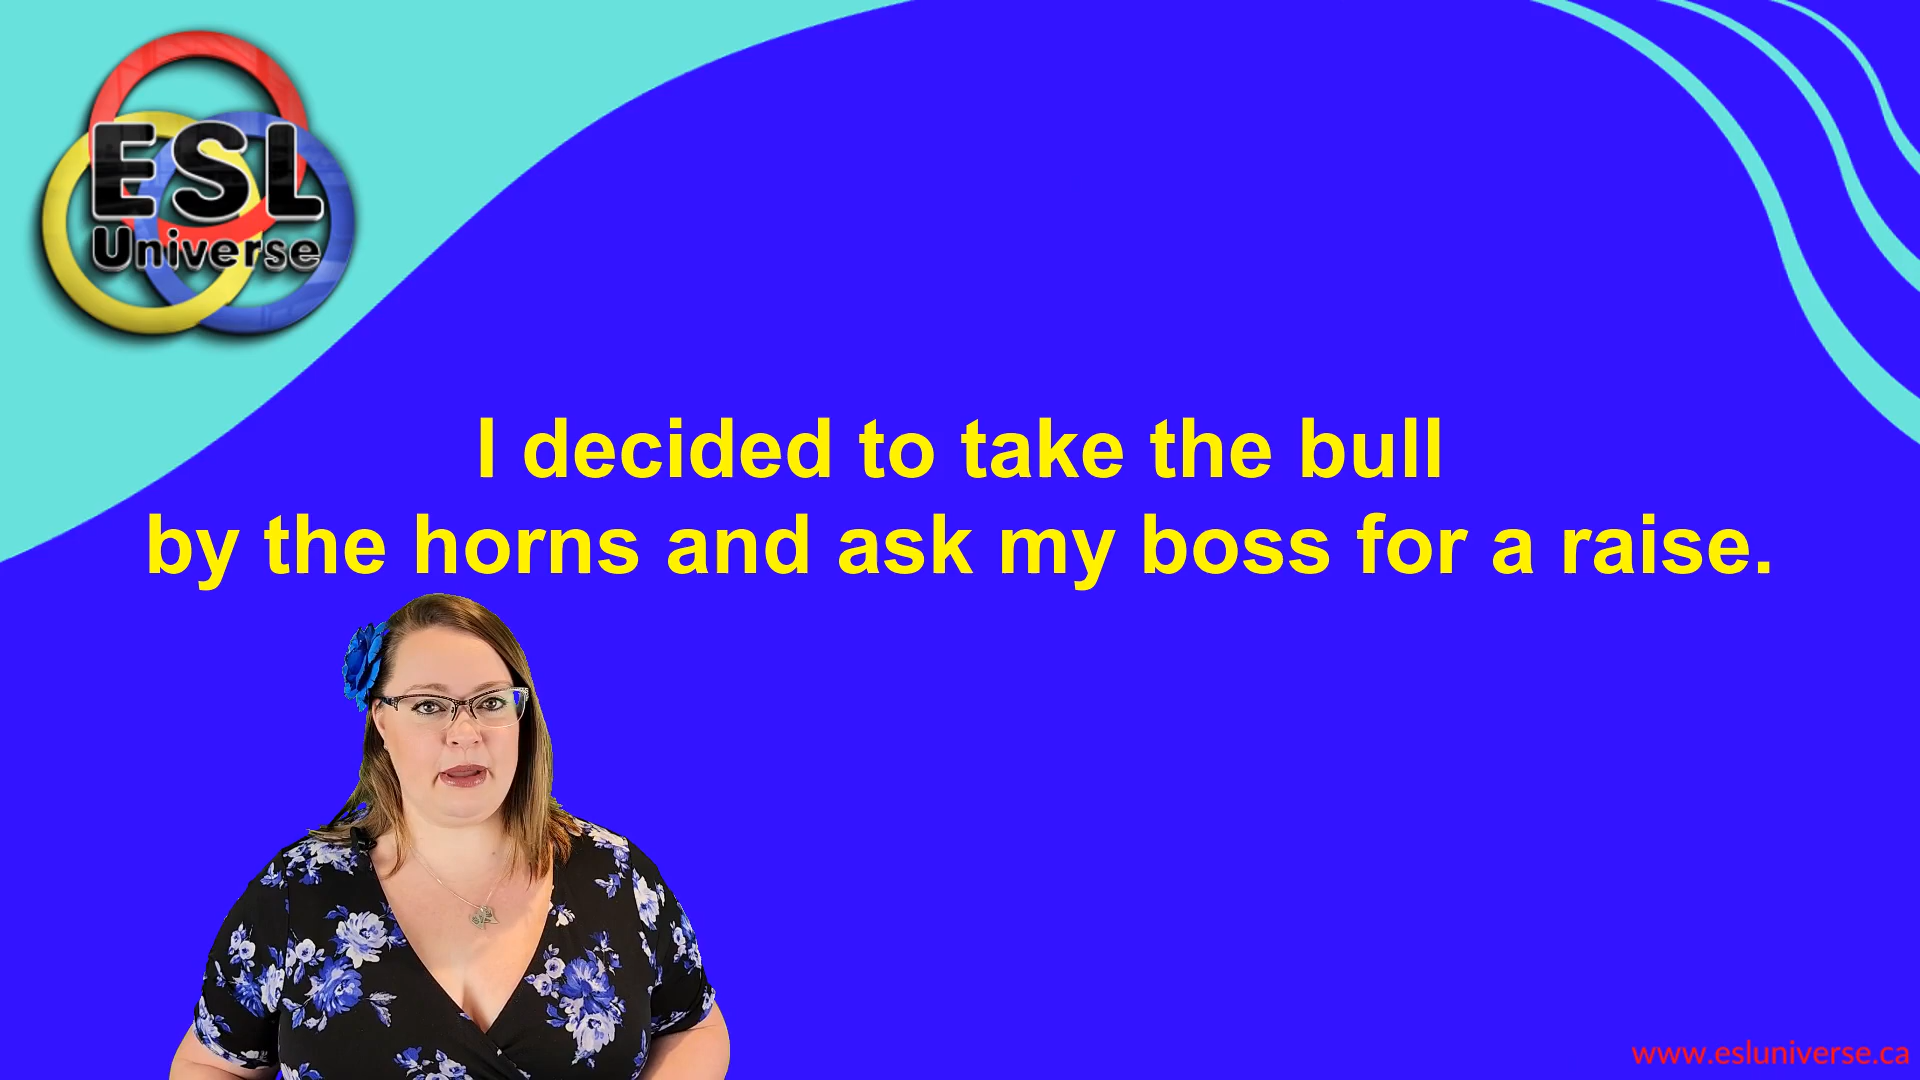 ESL
Universe
I decided to take the bull
by the horns and ask my boss for a raise.
www.esluniverse.ca